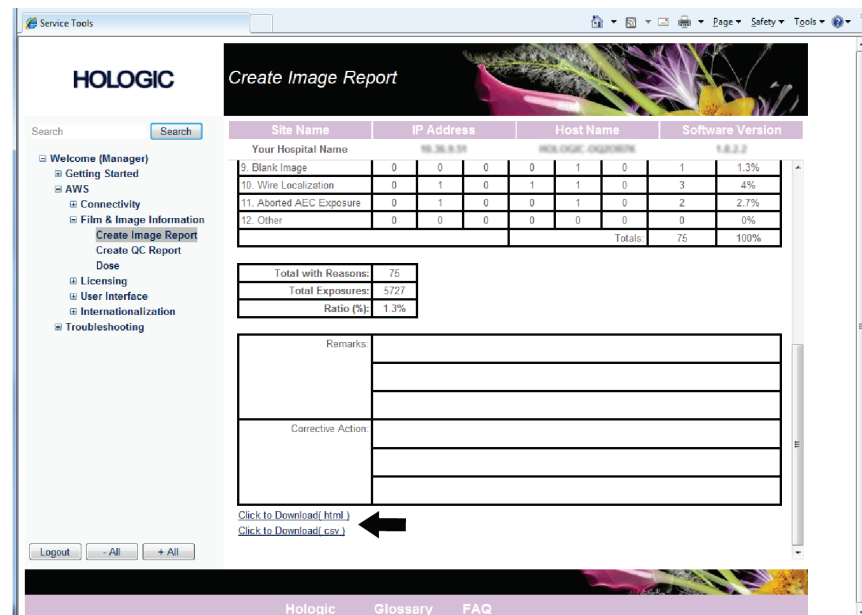 Service Tools
Page Safety Tools
HOLOGIC
Create Image Report
Search Search
Site Name IP Address Host Name Software Version
Your Hospital Name
Welcome (Manager)
Getting Started
AWS
Connectivity
Film & Image Information
Create Image Report
Create QC Report
Dose
Licensing
User Interface
Internationalization
Troubleshooting
9. Blank Image 0 0 0 0 1 0 1 1.3%
10. Wire Localization 0 1 0 1 1 0 3 4%
11. Aborted AEC Exposure 0 1 0 0 1 0 2 2.7%
12. Other 0 0 0 0 0 0 0 0%
Totals: 75 100%
Total with Reasons: 75
Total Exposures: 5727
Ratio (%): 1.3%
Remarks:
Corrective Action:
Click to Download( html )
Click to Download( csv )
Logout - All + All
Hologic Glossary FAQ